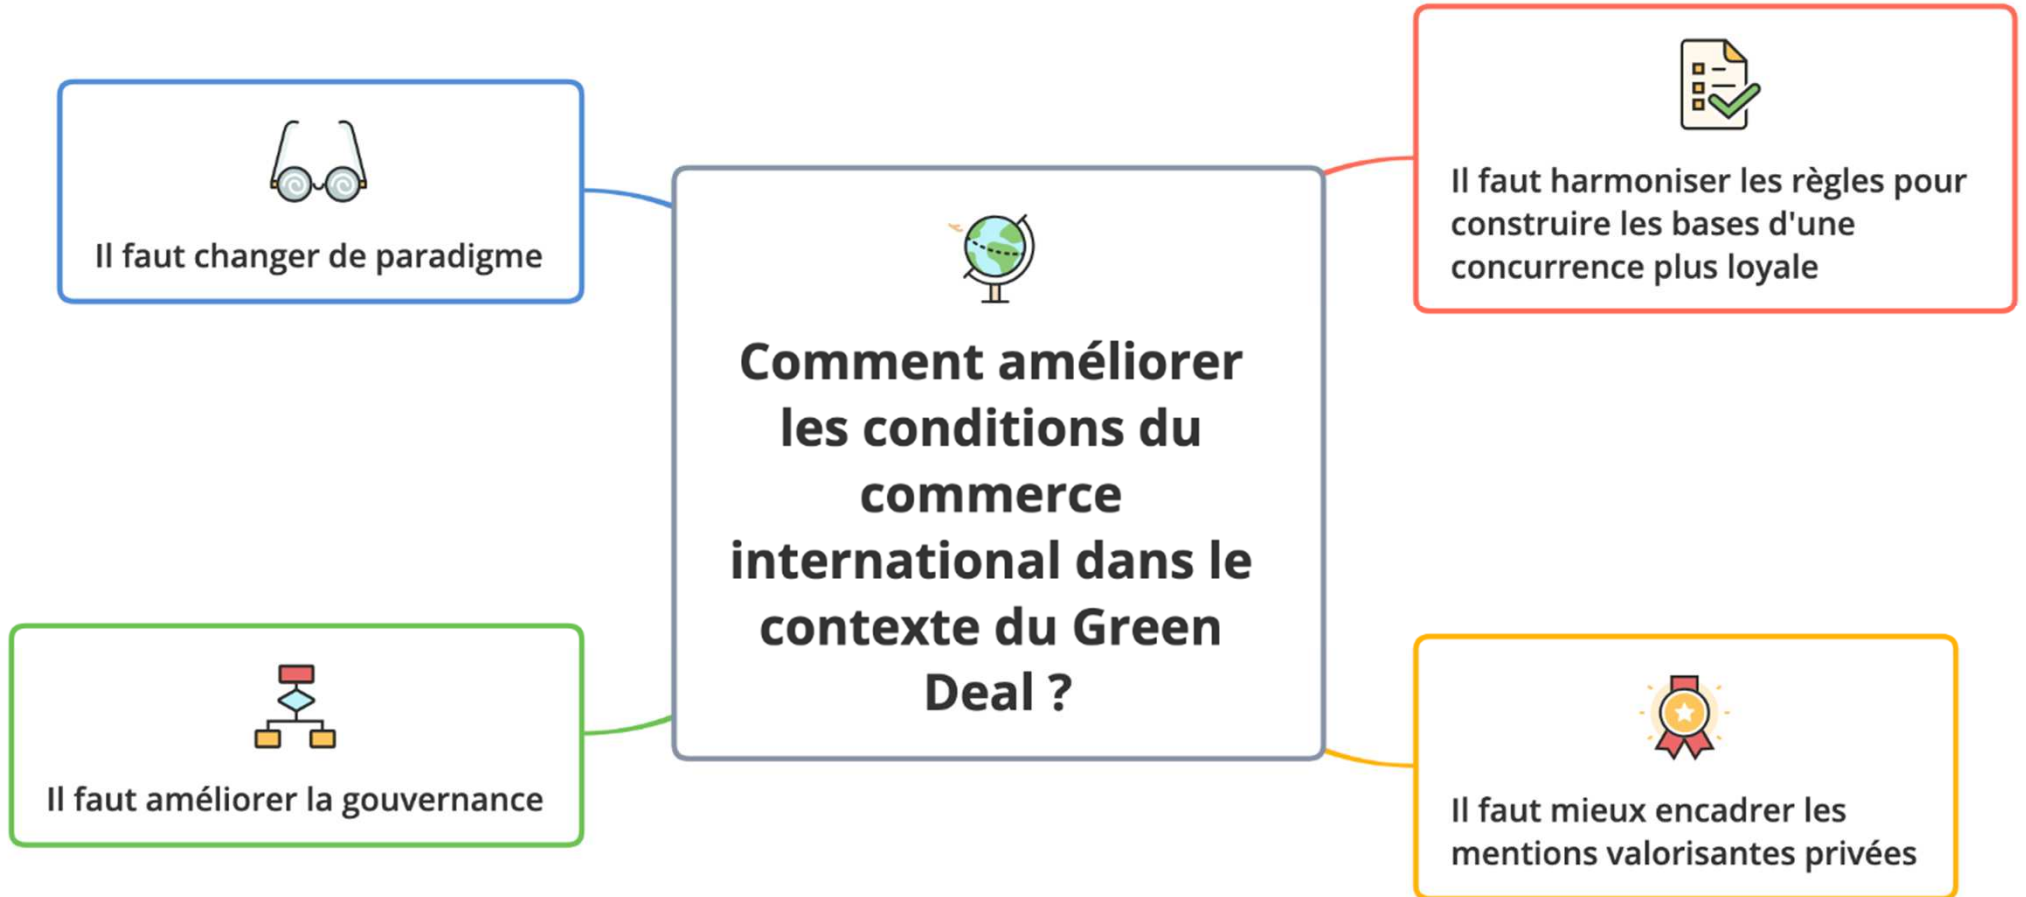 Il faut changer de paradigme
Il faut harmoniser les règles pour
construire les bases d'une
concurrence plus loyale
Comment améliorer
les conditions du
commerce
international dans le
contexte du Green
Deal ?
Il faut améliorer la gouvernance
Il faut mieux encadrer les
mentions valorisantes privées